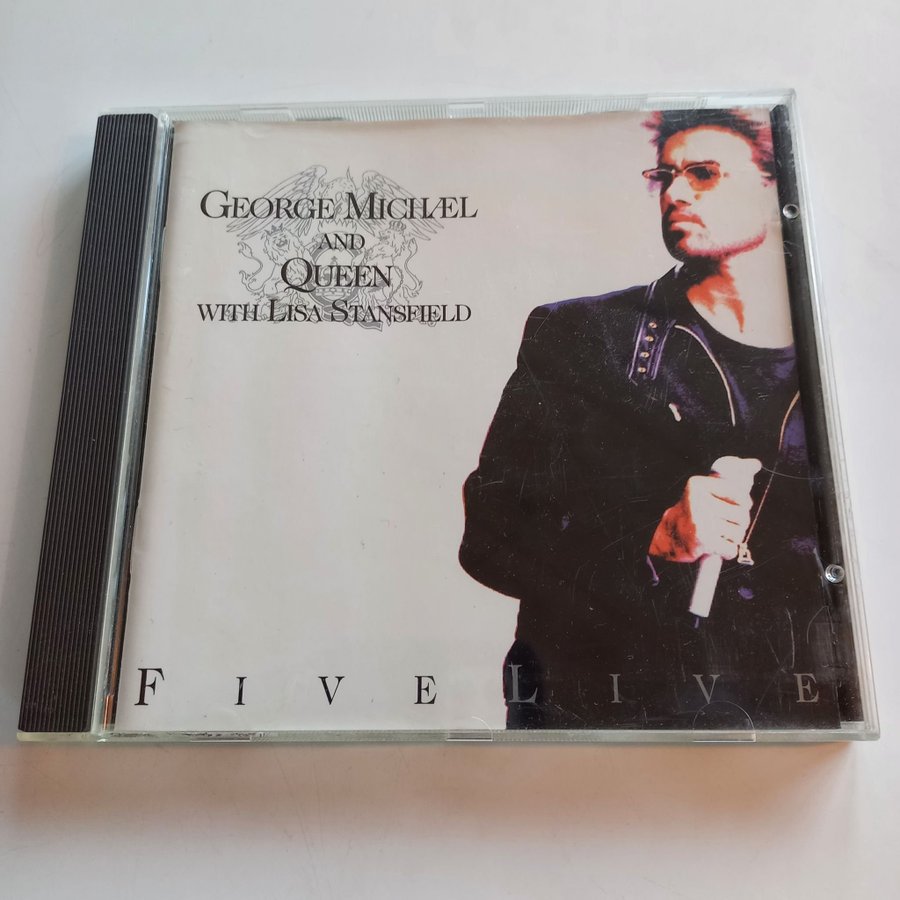 GEORGE MICHÆL
AND
QUEEN
WITH LISA STANSFIELD
FIVE LIVE